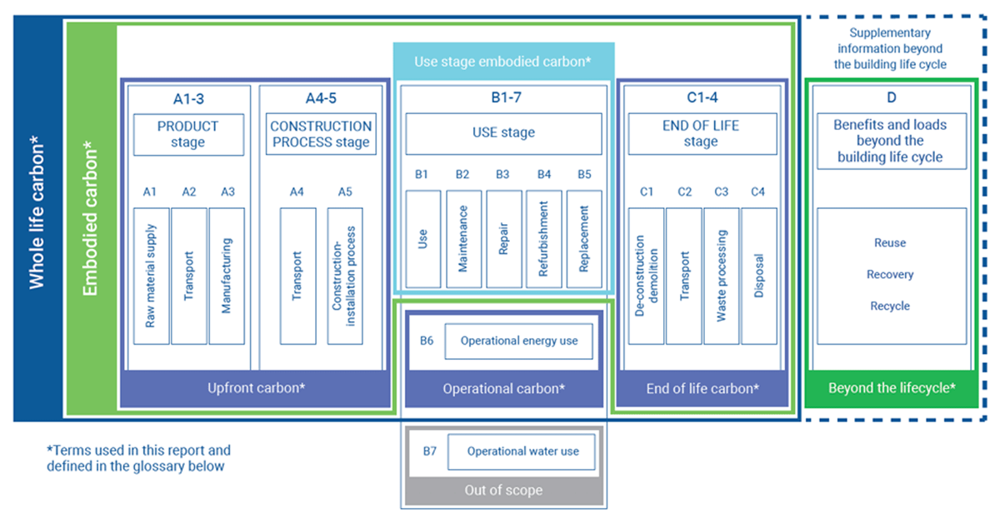 Whole life carbon*
Embodied carbon*
Supplementary
information beyond
the building life cycle
Use stage embodied carbon*
A1-3
PRODUCT
stage
A1
A2
A3
Raw material supply
Transport
Manufacturing
A4-5
CONSTRUCTION
PROCESS stage
A4
A5
Transport
Construction-
installation process
Upfront carbon*
B1-7
USE stage
B1
B2
B3
B4
B5
Use
Maintenance
Repair
Refurbishment
Replacement
B6
Operational energy use
Operational carbon*
B7
Operational water use
Out of scope
C1-4
END OF LIFE
stage
C1
C2
C3
C4
De-construction
demolition
Transport
Waste processing
Disposal
End of life carbon*
D
Benefits and loads
beyond the
building life cycle
Reuse
Recovery
Recycle
Beyond the lifecycle*
*Terms used in this report and
defined in the glossary below